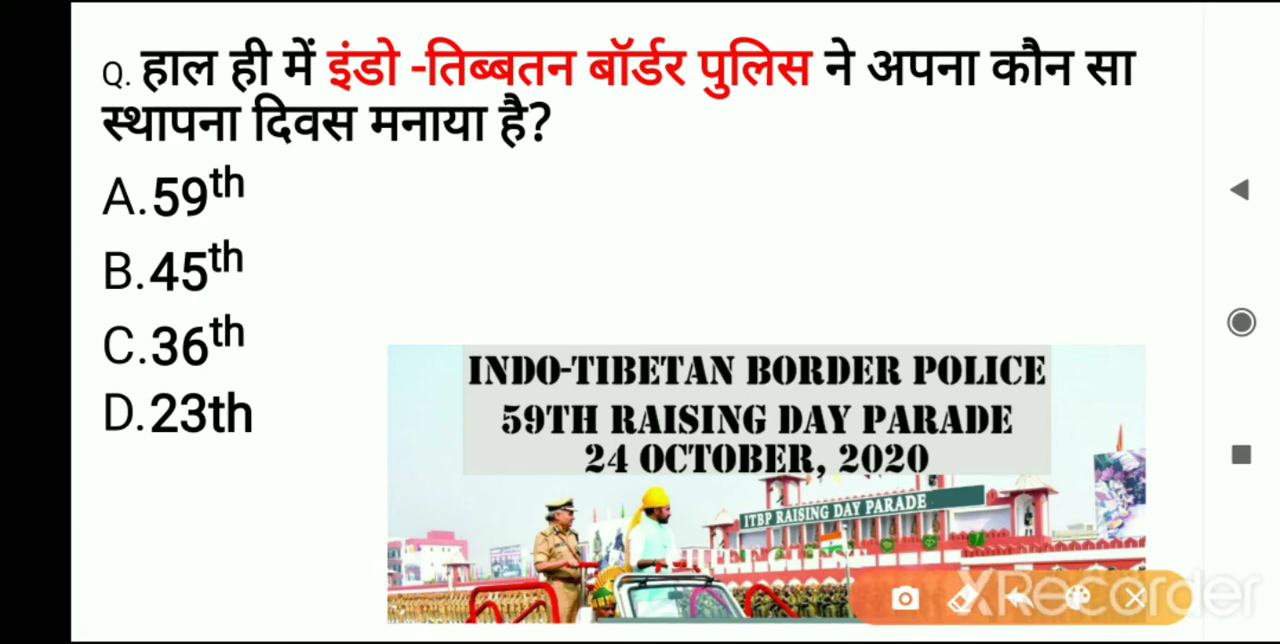 Q. हाल ही में इंडो -तिब्बतन बॉर्डर पुलिस ने अपना कौन सा
स्थापना दिवस मनाया है?
A.59th
B.45th
C.36th
D.23th
INDO-TIBETAN BORDER POLICE
59TH RAISING DAY PARADE
24 OCTOBER, 2020
ITBP RAISING DAY PARADE
XRecorder